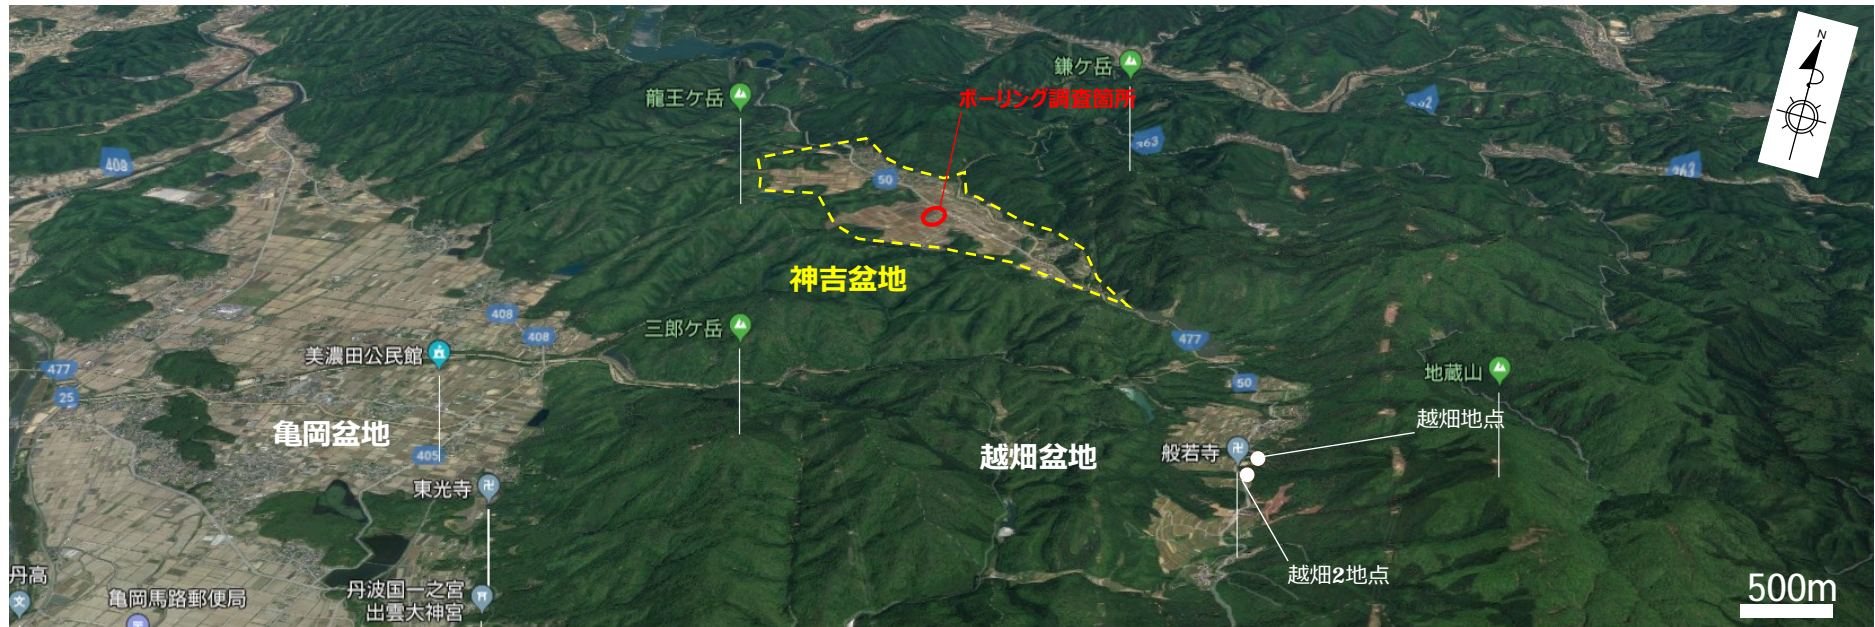 N
鎌ケ岳
龍王ケ岳
ボーリング調査箇所
362
363
363
409
50
神吉盆地
408
408
三郎ケ岳
美濃田公民館
477
477
25
50
地蔵山
越畑地点
亀岡盆地
405
越畑盆地
般若寺
東光寺
越畑2地点
丹高
文
亀岡馬路郵便局
丹波国一之宮
出雲大神宮
500m